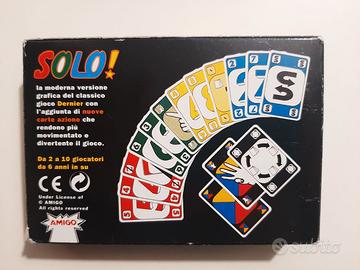 SOLO!
la moderna versione
grafica del classico
gioco Dernier con
l'aggiunta di nuove
carte azione che
rendono più
movimentato e
divertente il gioco.
Da 2 a 10 giocatori
da 6 anni in su
CE
Under License of
© AMIGO
All rights reserved
AMIGO
subito